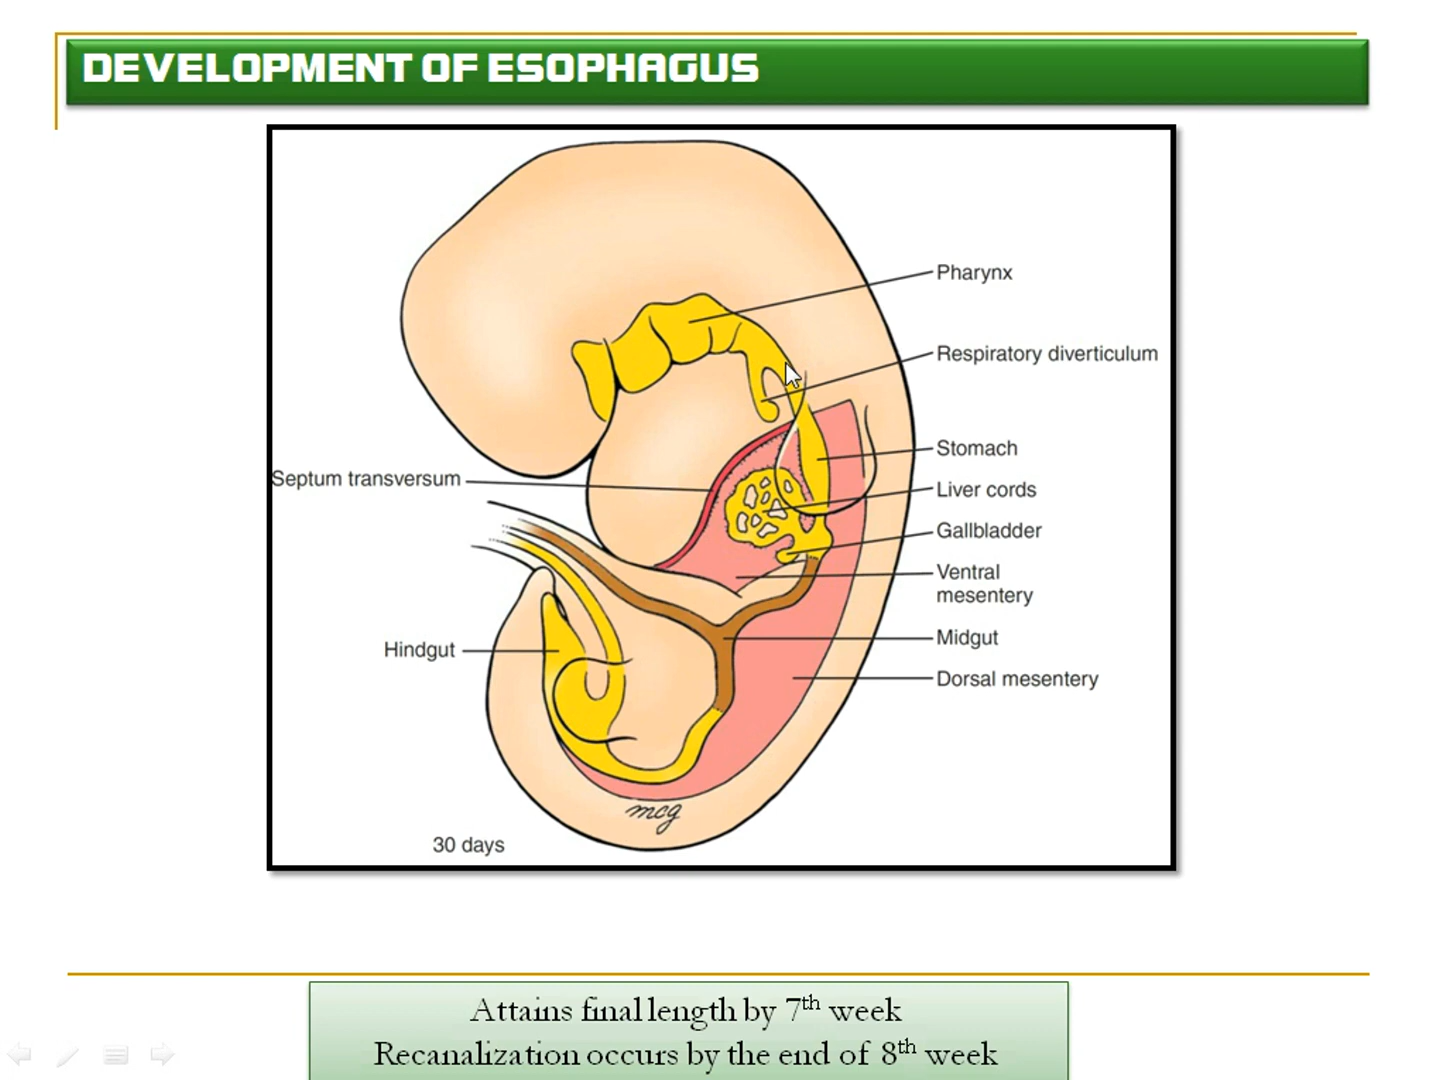 DEVELOPMENT OF ESOPHAGUS
Pharynx
Respiratory diverticulum
Stomach
Septum transversum
Liver cords
Gallbladder
Ventral
mesentery
Midgut
Hindgut
Dorsal mesentery
mcg
30 days
Attains final length by 7th week
Recanalization occurs by the end of 8th week